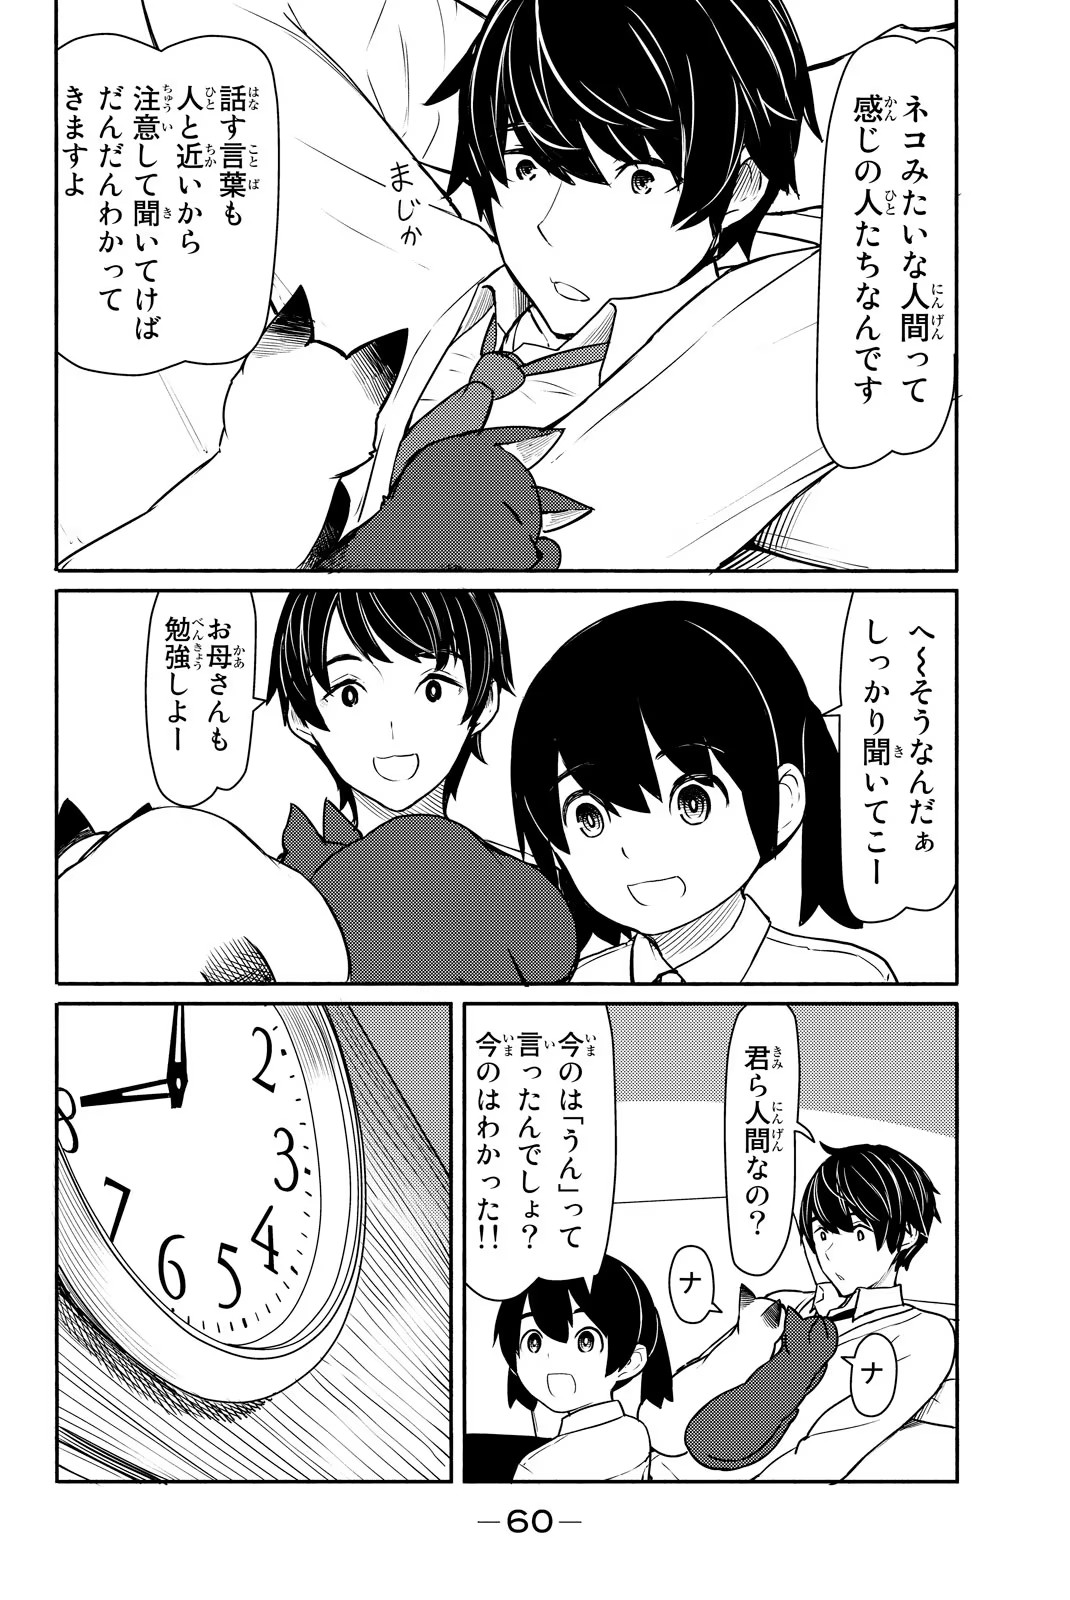 ネコみたいな人間って
感じの人たちなんです
まじか
話す言葉も
人と近いから
注意して聞いてけば
だんだんわかって
きますよ
へ〜そうなんだぁ
しっかり聞いてこー
お母さんも
勉強しよー
君ら人間なの?
ナ
ナ
今のは「うん」って
言ったんでしょ?
今のはわかった!!
2
3
4
5
6
7
8
—60—